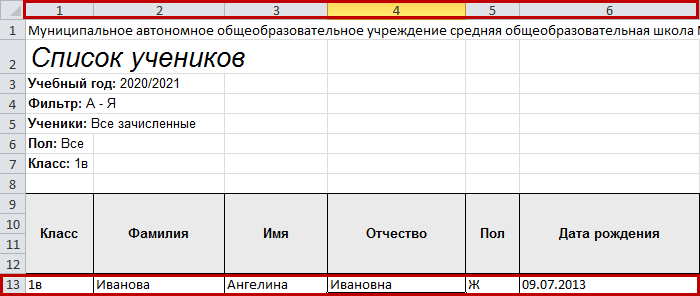 1 2 3 4 5 6
1 Муниципальное автономное общеобразовательное учреждение средняя общеобразовательная школа
2 Список учеников
3 Учебный год: 2020/2021
4 Фильтр: А - Я
5 Ученики: Все зачисленные
6 Пол: Все
7 Класс: 1в
8
9
10 Класс Фамилия Имя Отчество Пол Дата рождения
11
12
13 1в Иванова Ангелина Ивановна Ж 09.07.2013